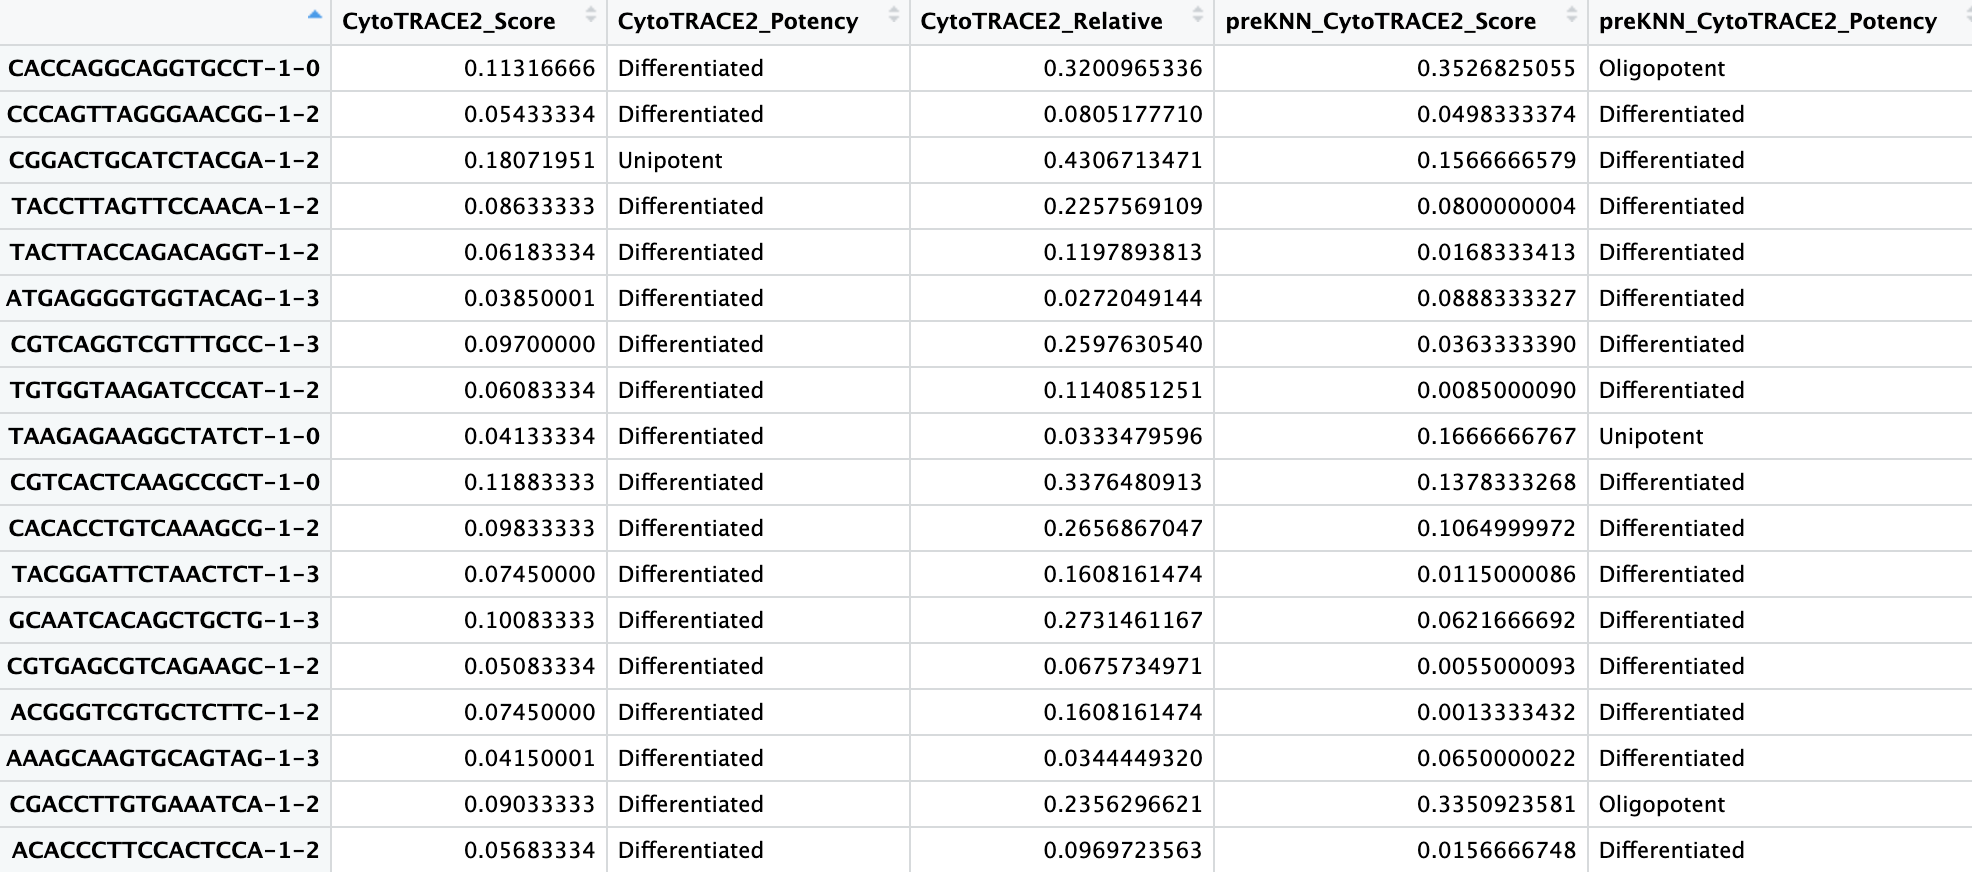 CytoTRACE2_Score CytoTRACE2_Potency CytoTRACE2_Relative preKNN_CytoTRACE2_Score preKNN_CytoTRACE2_Potency
CACCAGGCAGGTGCCT-1-0 0.11316666 Differentiated 0.3200965336 0.3526825055 Oligopotent
CCCAGTTAGGGAACGG-1-2 0.05433334 Differentiated 0.0805177710 0.0498333374 Differentiated
CGGACTGCATCTACGA-1-2 0.18071951 Unipotent 0.4306713471 0.1566666579 Differentiated
TACCTTAGTTCCAACA-1-2 0.08633333 Differentiated 0.2257569109 0.0800000004 Differentiated
TACTTACCAGACAGGT-1-2 0.06183334 Differentiated 0.1197893813 0.0168333413 Differentiated
ATGAGGGGTGGTACAG-1-3 0.03850001 Differentiated 0.0272049144 0.0888333327 Differentiated
CGTCAGGTCGTTTGCC-1-3 0.09700000 Differentiated 0.2597630540 0.0363333390 Differentiated
TGTGGTAAGATCCCAT-1-2 0.06083334 Differentiated 0.1140851251 0.0085000090 Differentiated
TAAGAGAAGGCTATCT-1-0 0.04133334 Differentiated 0.0333479596 0.1666666767 Unipotent
CGTCACTCAAGCCGCT-1-0 0.11883333 Differentiated 0.3376480913 0.1378333268 Differentiated
CACACCTGTCAAAGCG-1-2 0.09833333 Differentiated 0.2656867047 0.1064999972 Differentiated
TACGGATTCTAACTCT-1-3 0.07450000 Differentiated 0.1608161474 0.0115000086 Differentiated
GCAATCACAGCTGCTG-1-3 0.10083333 Differentiated 0.2731461167 0.0621666692 Differentiated
CGTGAGCGTCAGAAGC-1-2 0.05083334 Differentiated 0.0675734971 0.0055000093 Differentiated
ACGGGTCGTGCTCTTC-1-2 0.07450000 Differentiated 0.1608161474 0.0013333432 Differentiated
AAAGCAAGTGCAGTAG-1-3 0.04150001 Differentiated 0.0344449320 0.0650000022 Differentiated
CGACCTTGTGAAATCA-1-2 0.09033333 Differentiated 0.2356296621 0.3350923581 Oligopotent
ACACCCTTCCACTCCA-1-2 0.05683334 Differentiated 0.0969723563 0.0156666748 Differentiated